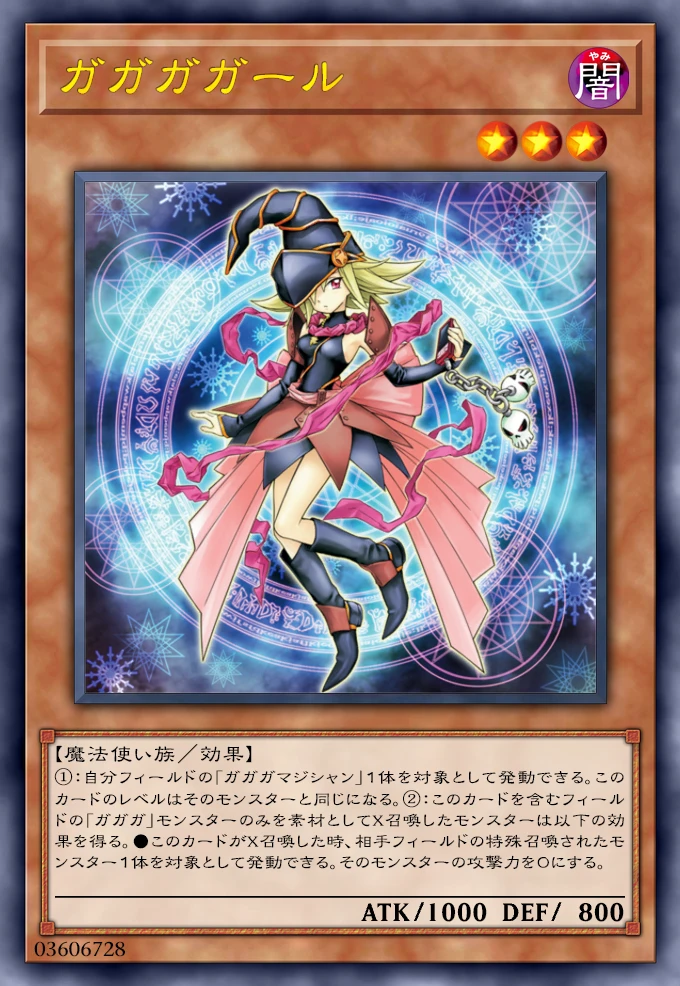 ガガガガール
やみ
闇
【魔法使い族／効果】
①：自分フィールドの「ガガガマジシャン」１体を対象として発動できる。この
カードのレベルはそのモンスターと同じになる。②：このカードを含むフィール
ドの「ガガガ」モンスターのみを素材としてX召喚したモンスターは以下の効
果を得る。●このカードがX召喚した時、相手フィールドの特殊召喚されたモ
ンスター１体を対象として発動できる。そのモンスターの攻撃力を０にする。
ATK/1000 DEF/ 800
03606728